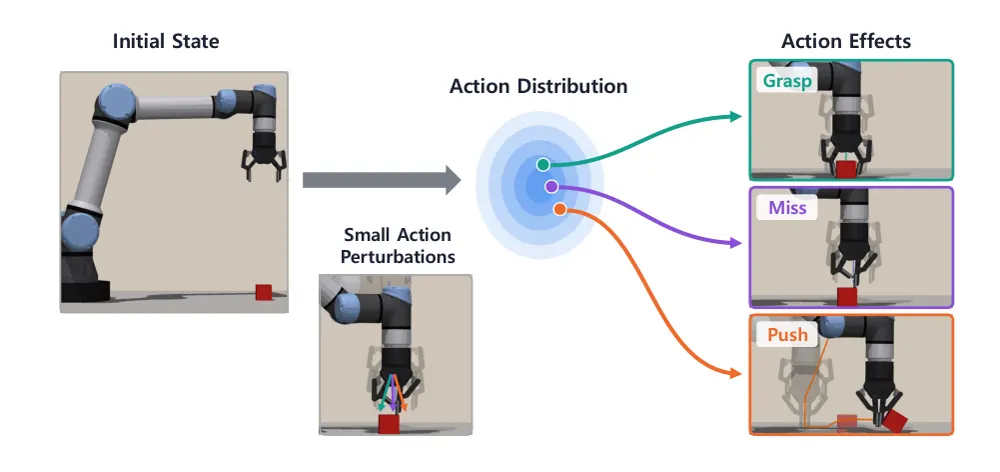 Initial State
Action Distribution
Small Action
Perturbations
Action Effects
Grasp
Miss
Push